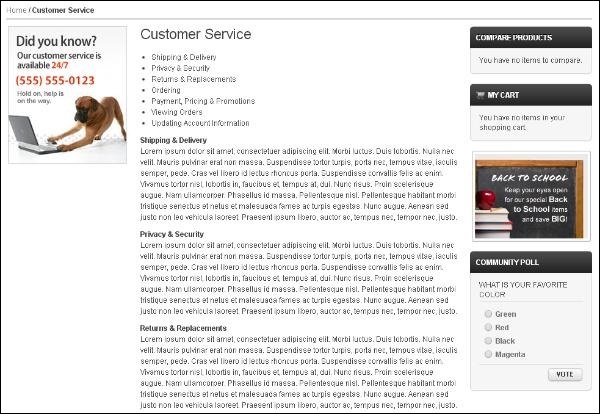 Home / Customer Service
Did you know?
Our customer service is
available 24/7
(555) 555-0123
Hold on, help is
on the way.
Customer Service
Shipping & Delivery
Privacy & Security
Returns & Replacements
Ordering
Payment, Pricing & Promotions
Viewing Orders
Updating Account Information
Shipping & Delivery
Lorem ipsum dolor sit amet, consectetuer adipiscing elit. Morbi luctus. Duis lobortis. Nulla nec
velit. Mauris pulvinar erat non massa. Suspendisse tortor turpis, porta nec, tempus vitae, iaculis
semper, pede. Cras vel libero id lectus rhoncus porta. Suspendisse convallis felis ac enim.
Vivamus tortor nisl, lobortis in, faucibus et, tempus at, dui. Nunc risus. Proin scelerisque
augue. Nam ullamcorper. Phasellus id massa. Pellentesque nisl. Pellentesque habitant morbi
tristique senectus et netus et malesuada fames ac turpis egestas. Nunc augue. Aenean sed
justo non leo vehicula laoreet. Praesent ipsum libero, auctor ac, tempus nec, tempor nec, justo.
Privacy & Security
Lorem ipsum dolor sit amet, consectetuer adipiscing elit. Morbi luctus. Duis lobortis. Nulla nec
velit. Mauris pulvinar erat non massa. Suspendisse tortor turpis, porta nec, tempus vitae, iaculis
semper, pede. Cras vel libero id lectus rhoncus porta. Suspendisse convallis felis ac enim.
Vivamus tortor nisl, lobortis in, faucibus et, tempus at, dui. Nunc risus. Proin scelerisque
augue. Nam ullamcorper. Phasellus id massa. Pellentesque nisl. Pellentesque habitant morbi
tristique senectus et netus et malesuada fames ac turpis egestas. Nunc augue. Aenean sed
justo non leo vehicula laoreet. Praesent ipsum libero, auctor ac, tempus nec, tempor nec, justo.
Returns & Replacements
Lorem ipsum dolor sit amet, consectetuer adipiscing elit. Morbi luctus. Duis lobortis. Nulla nec
velit. Mauris pulvinar erat non massa. Suspendisse tortor turpis, porta nec, tempus vitae, iaculis
semper, pede. Cras vel libero id lectus rhoncus porta. Suspendisse convallis felis ac enim.
Vivamus tortor nisl, lobortis in, faucibus et, tempus at, dui. Nunc risus. Proin scelerisque
augue. Nam ullamcorper. Phasellus id massa. Pellentesque nisl. Pellentesque habitant morbi
tristique senectus et netus et malesuada fames ac turpis egestas. Nunc augue. Aenean sed
justo non leo vehicula laoreet. Praesent ipsum libero, auctor ac, tempus nec, tempor nec, justo.
COMPARE PRODUCTS
You have no items to compare.
MY CART
You have no items in your
shopping cart.
BACK TO SCHOOL
Keep your eyes open
for our special Back
to School items
and save BIG!
COMMUNITY POLL
WHAT IS YOUR FAVORITE
COLOR
Green
Red
Black
Magenta
VOTE